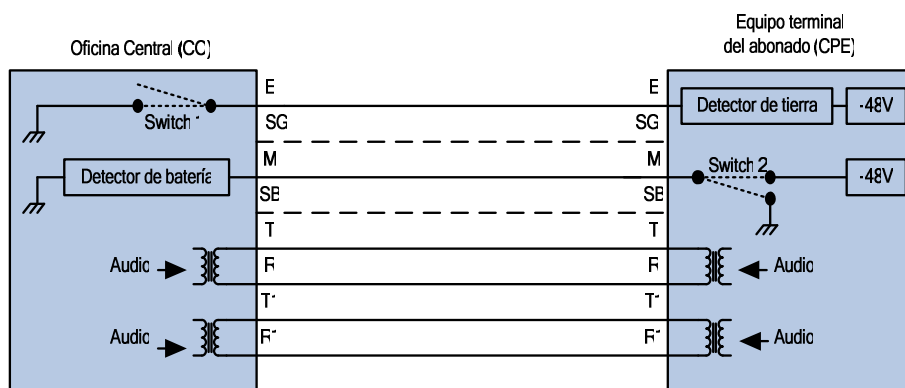 Oficina Central (CO)
Equipo terminal
del abonado (CPE)
E
E
Detector de tierra
-48V
Switch 1
SG
SG
M
M
Switch 2
Detector de batería
-48V
SB
SB
T
T
Audio
R
R
Audio
T1
T1
Audio
R1
R1
Audio